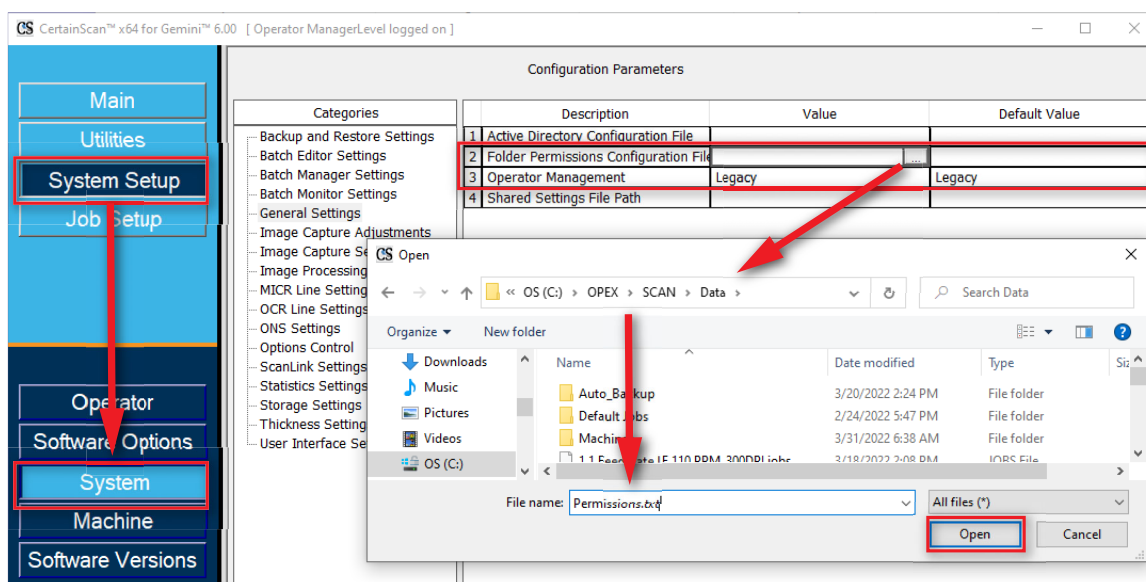 CS CertainScan™ x64 for Gemini™ 6.00 [ Operator ManagerLevel logged on ]
Main
Utilities
System Setup
Job Setup
Operator
Software Options
System
Machine
Software Versions
Configuration Parameters
Categories
Backup and Restore Settings
Batch Editor Settings
Batch Manager Settings
Batch Monitor Settings
General Settings
Image Capture Adjustments
Image Capture Se
Image Processing
MICR Line Setting
OCR Line Settings
ONS Settings
Options Control
ScanLink Settings
Statistics Settings
Storage Settings
Thickness Setting
User Interface Se
Description Value Default Value
1 Active Directory Configuration File
2 Folder Permissions Configuration File ...
3 Operator Management Legacy Legacy
4 Shared Settings File Path
CS Open
« OS (C:) › OPEX › SCAN › Data ›
Search Data
Organize New folder
Downloads
Music
Pictures
Videos
OS (C:)
Name Date modified Type Siz
Auto_Backup 3/20/2022 2:24 PM File folder
Default Jobs 2/24/2022 5:47 PM File folder
Machin 3/31/2022 6:38 AM File folder
3/18/2022 2:08 PM JOBS File
File name: Permissions.txt
All files (*)
Open Cancel